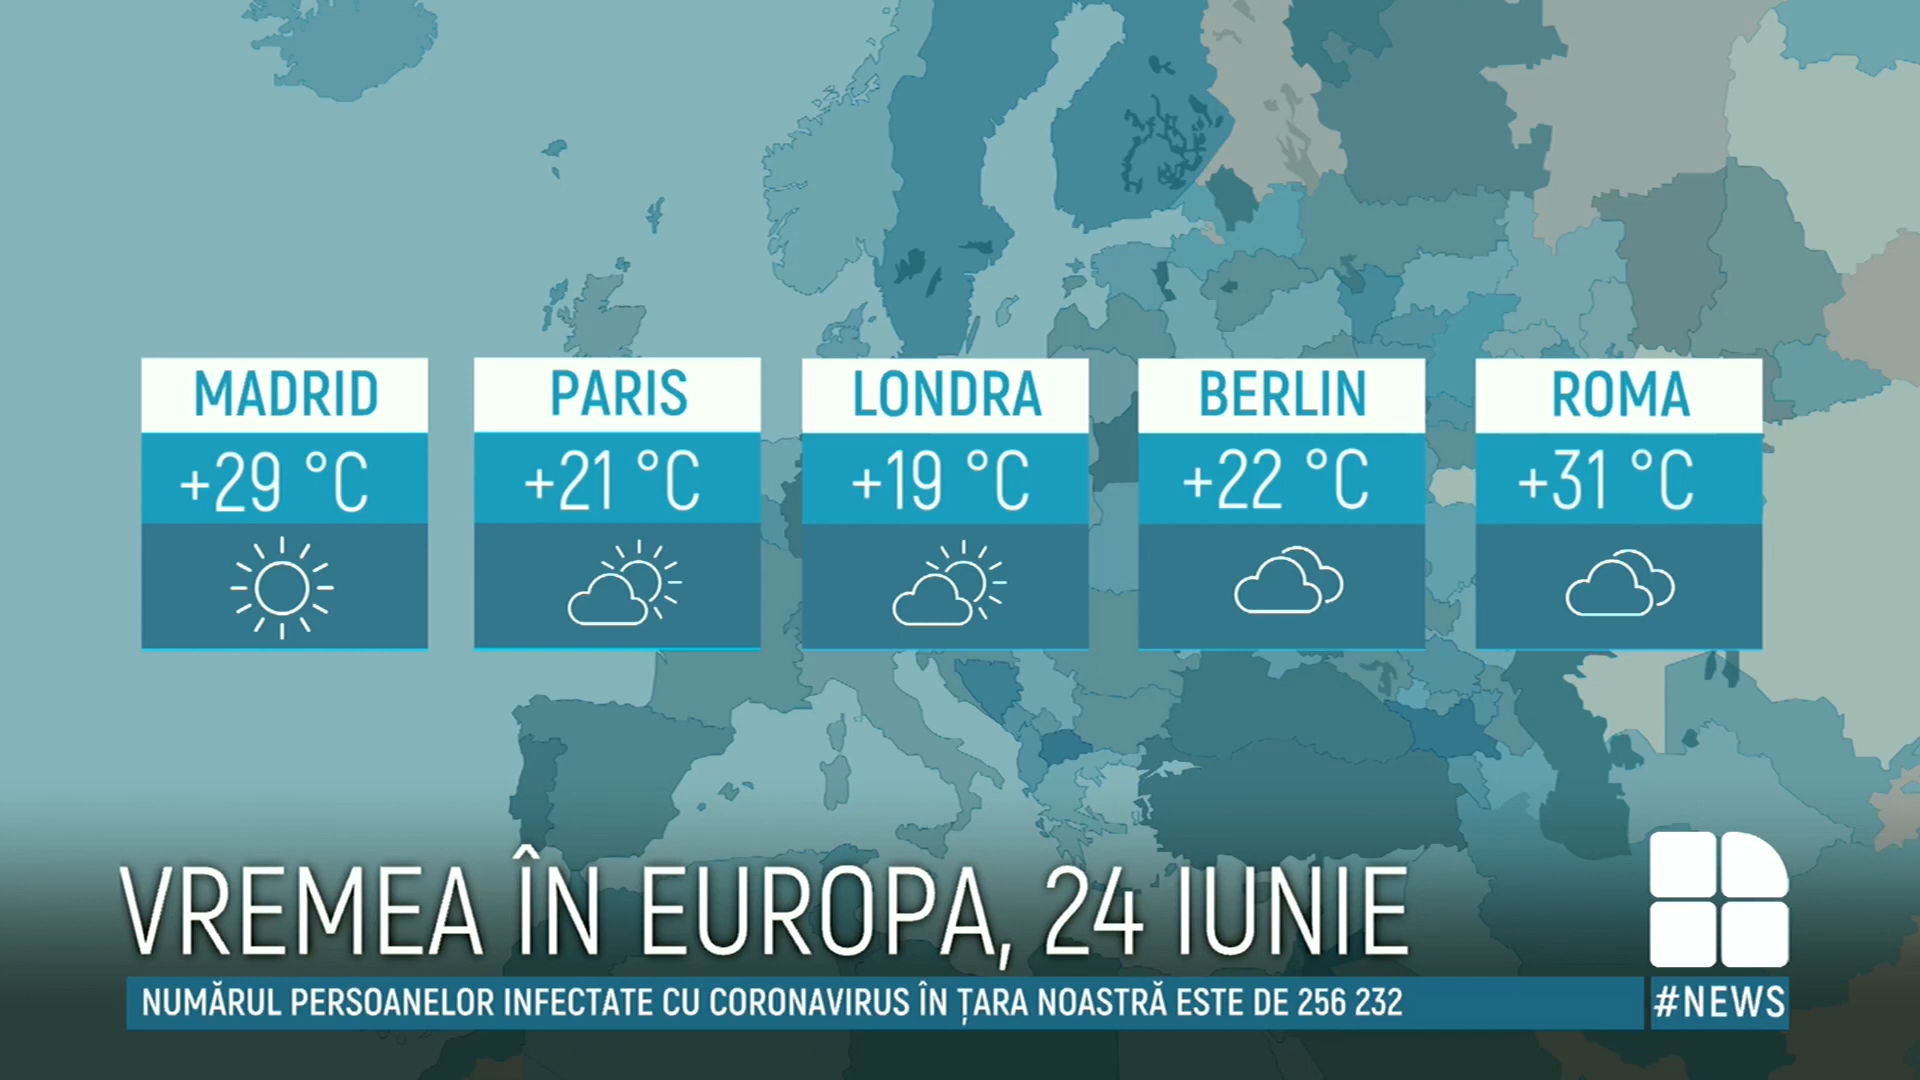 MADRID
+29 °C
PARIS
+21 °C
LONDRA
+19 °C
BERLIN
+22 °C
ROMA
+31 °C
VREMEA ÎN EUROPA, 24 IUNIE
NUMĂRUL PERSOANELOR INFECTATE CU CORONAVIRUS ÎN ȚARA NOASTRĂ ESTE DE 256 232
#NEWS